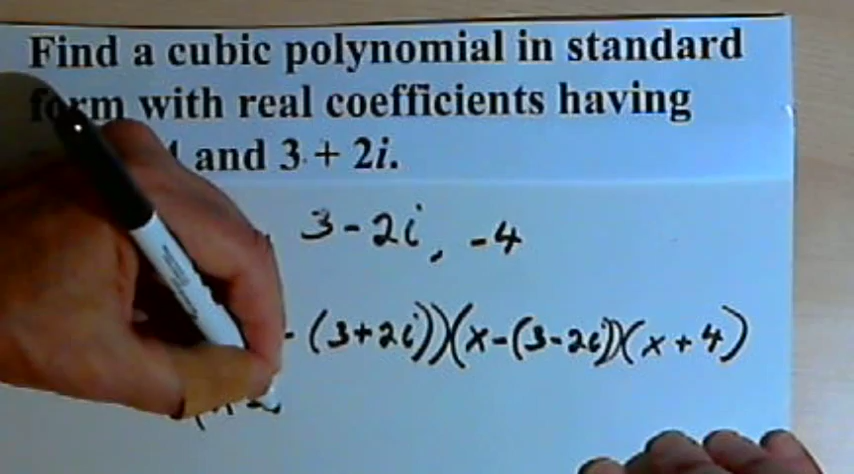 Find a cubic polynomial in standard
form with real coefficients having
and 3 + 2i.
3-2i, -4
-(3+2i))(x-(3-2i)(x+4)